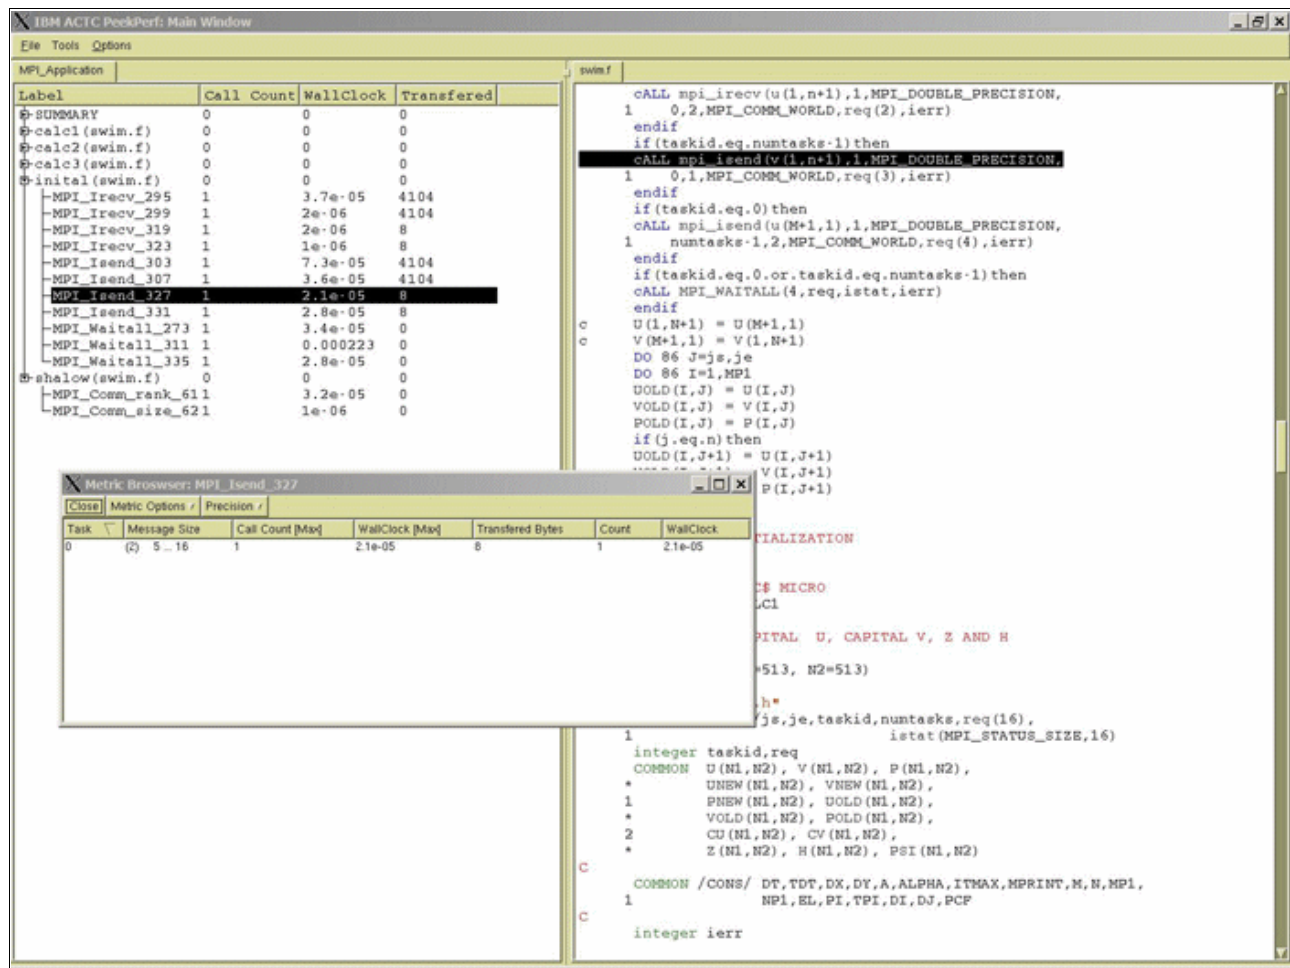 IBM ACTC PeekPerf: Main Window
File Tools Options
MPI_Application
Label Call Count WallClock Transfered
SUMMARY 0 0 0
calc1(swim.f) 0 0 0
calc2(swim.f) 0 0 0
calc3(swim.f) 0 0 0
inital(swim.f) 0 0 0
MPI_Irecv_295 1 3.7e-05 4104
MPI_Irecv_299 1 2e-06 4104
MPI_Irecv_319 1 2e-06 8
MPI_Irecv_323 1 1e-06 8
MPI_Isend_303 1 7.3e-05 4104
MPI_Isend_307 1 3.6e-05 4104
MPI_Isend_327 1 2.1e-05 8
MPI_Isend_331 1 2.8e-05 8
MPI_Waitall_273 1 3.4e-05 0
MPI_Waitall_311 1 0.000223 0
MPI_Waitall_335 1 2.8e-05 0
shalow(swim.f) 0 0 0
MPI_Comm_rank_61 1 3.2e-05 0
MPI_Comm_size_62 1 1e-06 0
swim.f
cALL mpi_irecv(u(1,n+1),1,MPI_DOUBLE_PRECISION,
1 0,2,MPI_COMM_WORLD,req(2),ierr)
endif
if(taskid.eq.numtasks-1)then
cALL mpi_isend(v(1,n+1),1,MPI_DOUBLE_PRECISION,
1 0,1,MPI_COMM_WORLD,req(3),ierr)
endif
if(taskid.eq.0)then
cALL mpi_isend(u(M+1,1),1,MPI_DOUBLE_PRECISION,
1 numtasks-1,2,MPI_COMM_WORLD,req(4),ierr)
endif
if(taskid.eq.0.or.taskid.eq.numtasks-1)then
cALL MPI_WAITALL(4,req,istat,ierr)
endif
c U(1,N+1) = U(M+1,1)
c V(M+1,1) = V(1,N+1)
DO 86 J=js,je
DO 86 I=1,MP1
UOLD(I,J) = U(I,J)
VOLD(I,J) = V(I,J)
POLD(I,J) = P(I,J)
if(j.eq.n)then
UOLD(I,J+1) = U(I,J+1)
V(I,J+1)
P(I,J+1)
TIALIZATION
C$ MICRO
LC1
PITAL U, CAPITAL V, Z AND H
=513, N2=513)
.h"
/js,je,taskid,numtasks,req(16),
1 istat(MPI_STATUS_SIZE,16)
integer taskid,req
COMMON U(N1,N2), V(N1,N2), P(N1,N2),
* UNEW(N1,N2), VNEW(N1,N2),
1 PNEW(N1,N2), UOLD(N1,N2),
* VOLD(N1,N2), POLD(N1,N2),
2 CU(N1,N2), CV(N1,N2),
* Z(N1,N2), H(N1,N2), PSI(N1,N2)
C
COMMON /CONS/ DT,TDT,DX,DY,A,ALPHA,ITMAX,MPRINT,M,N,MP1,
1 NP1,EL,PI,TPI,DI,DJ,PCF
C
integer ierr
Metric Broswser: MPI_Isend_327
Close Metric Options Precision
Task Message Size Call Count [Max] WallClock [Max] Transfered Bytes Count WallClock
0 (2) 5 ... 16 1 2.1e-05 8 1 2.1e-05